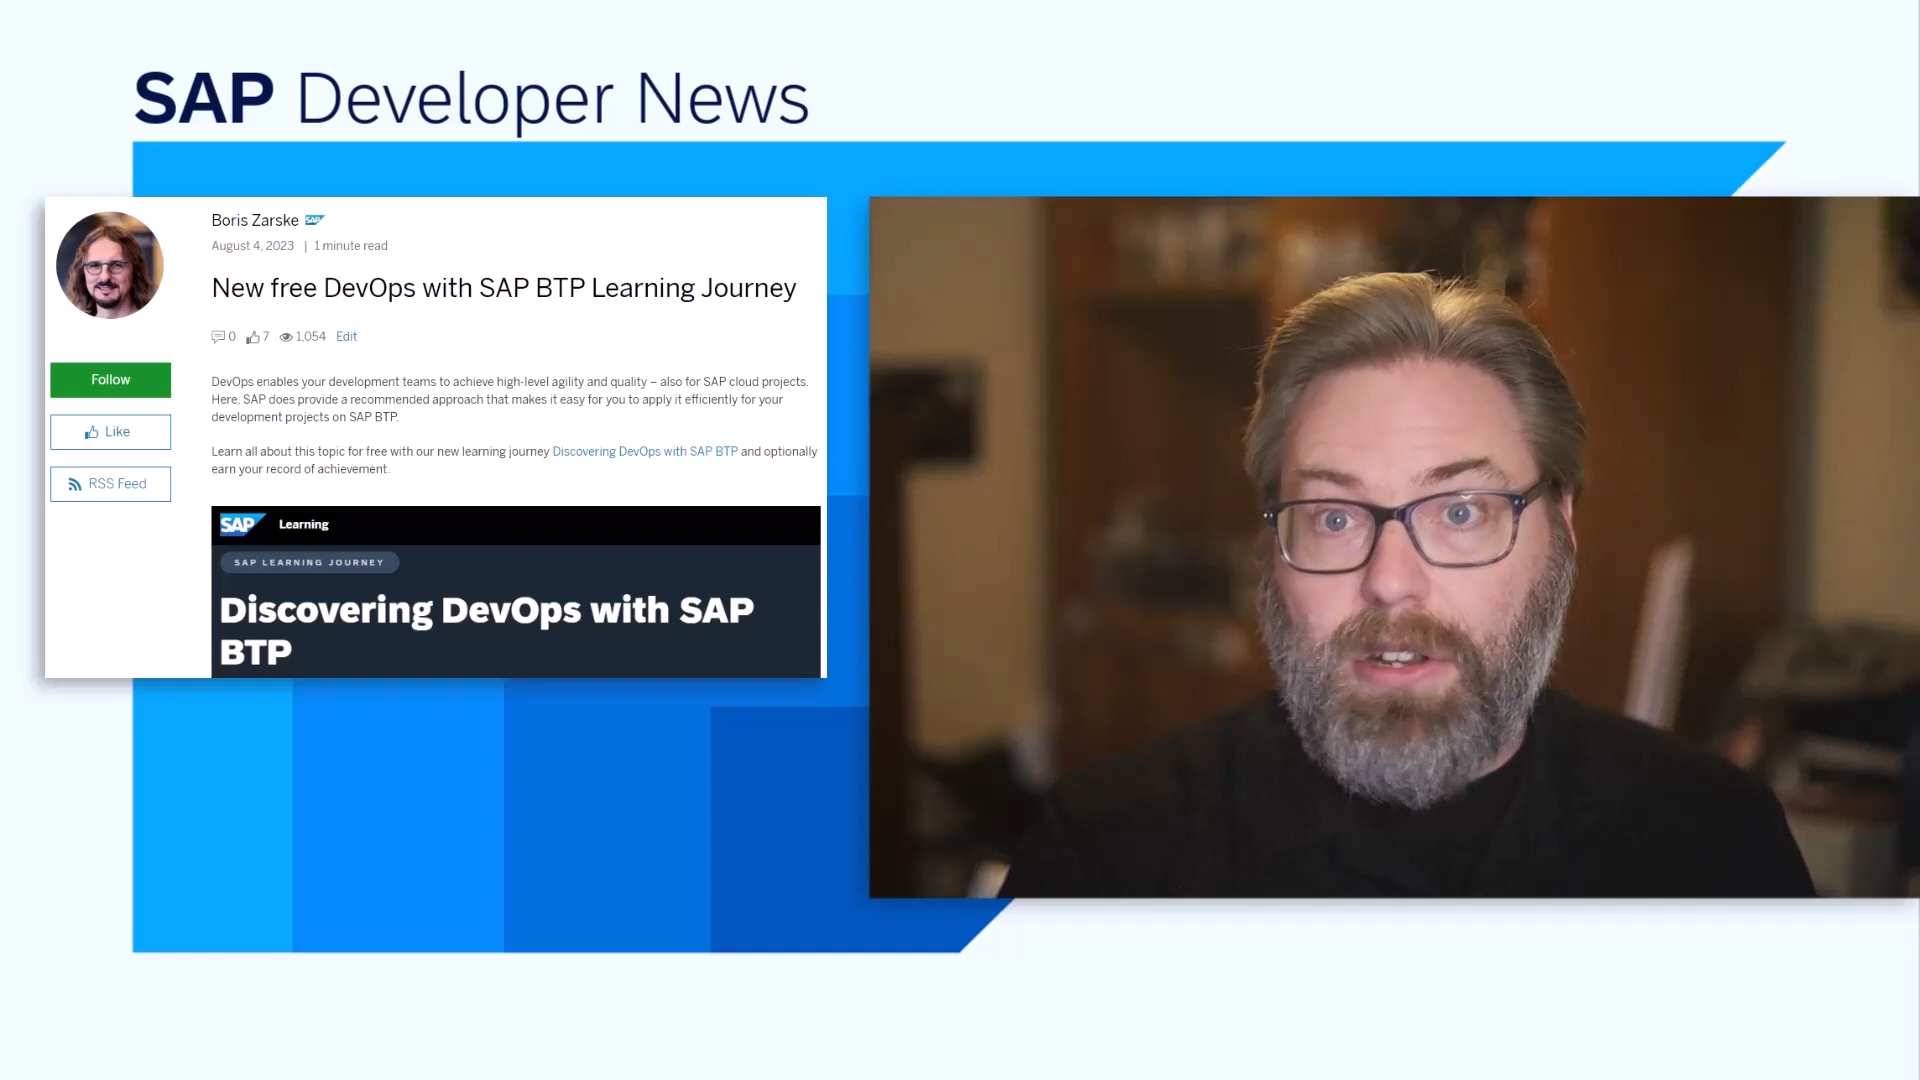 SAP Developer News
Boris Zarske SAP
August 4, 2023 | 1 minute read
New free DevOps with SAP BTP Learning Journey
0 7 1,054 Edit
Follow
Like
RSS Feed
DevOps enables your development teams to achieve high-level agility and quality – also for SAP cloud projects.
Here, SAP does provide a recommended approach that makes it easy for you to apply it efficiently for your
development projects on SAP BTP.
Learn all about this topic for free with our new learning journey Discovering DevOps with SAP BTP and optionally
earn your record of achievement.
SAP Learning
SAP LEARNING JOURNEY
Discovering DevOps with SAP
BTP